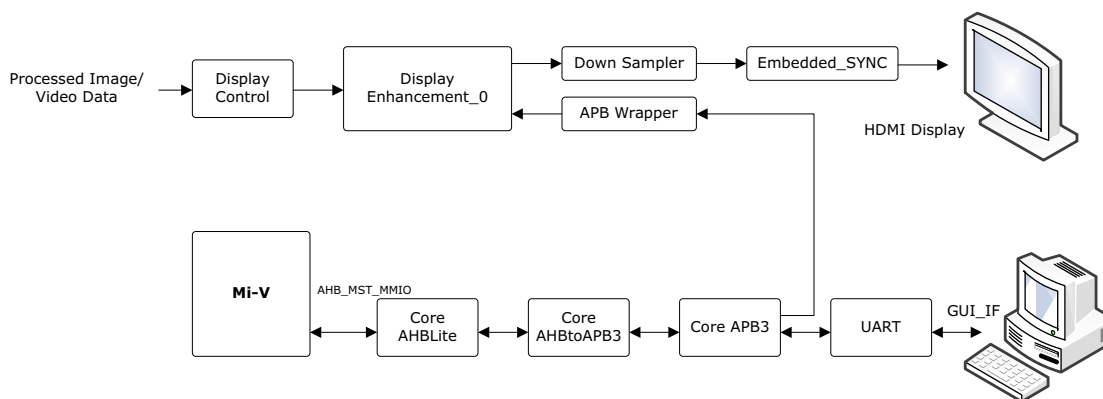 Processed Image/
Video Data
Display
Control
Display
Enhancement_0
Down Sampler
Embedded_SYNC
APB Wrapper
HDMI Display
Mi-V
AHB_MST_MMIO
Core
AHBLite
Core
AHBtoAPB3
Core APB3
UART
GUI_IF